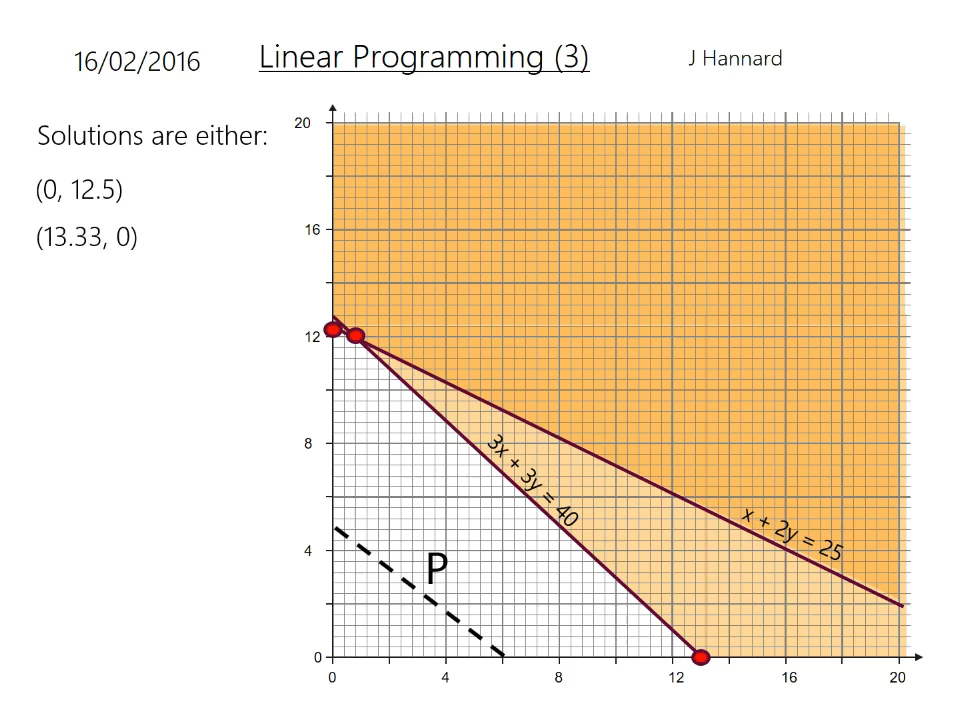 16/02/2016
Linear Programming (3)
J Hannard
Solutions are either:
(0, 12.5)
(13.33, 0)
20
16
12
8
4
0
3x + 3y = 40
x + 2y = 25
P
0 4 8 12 16 20